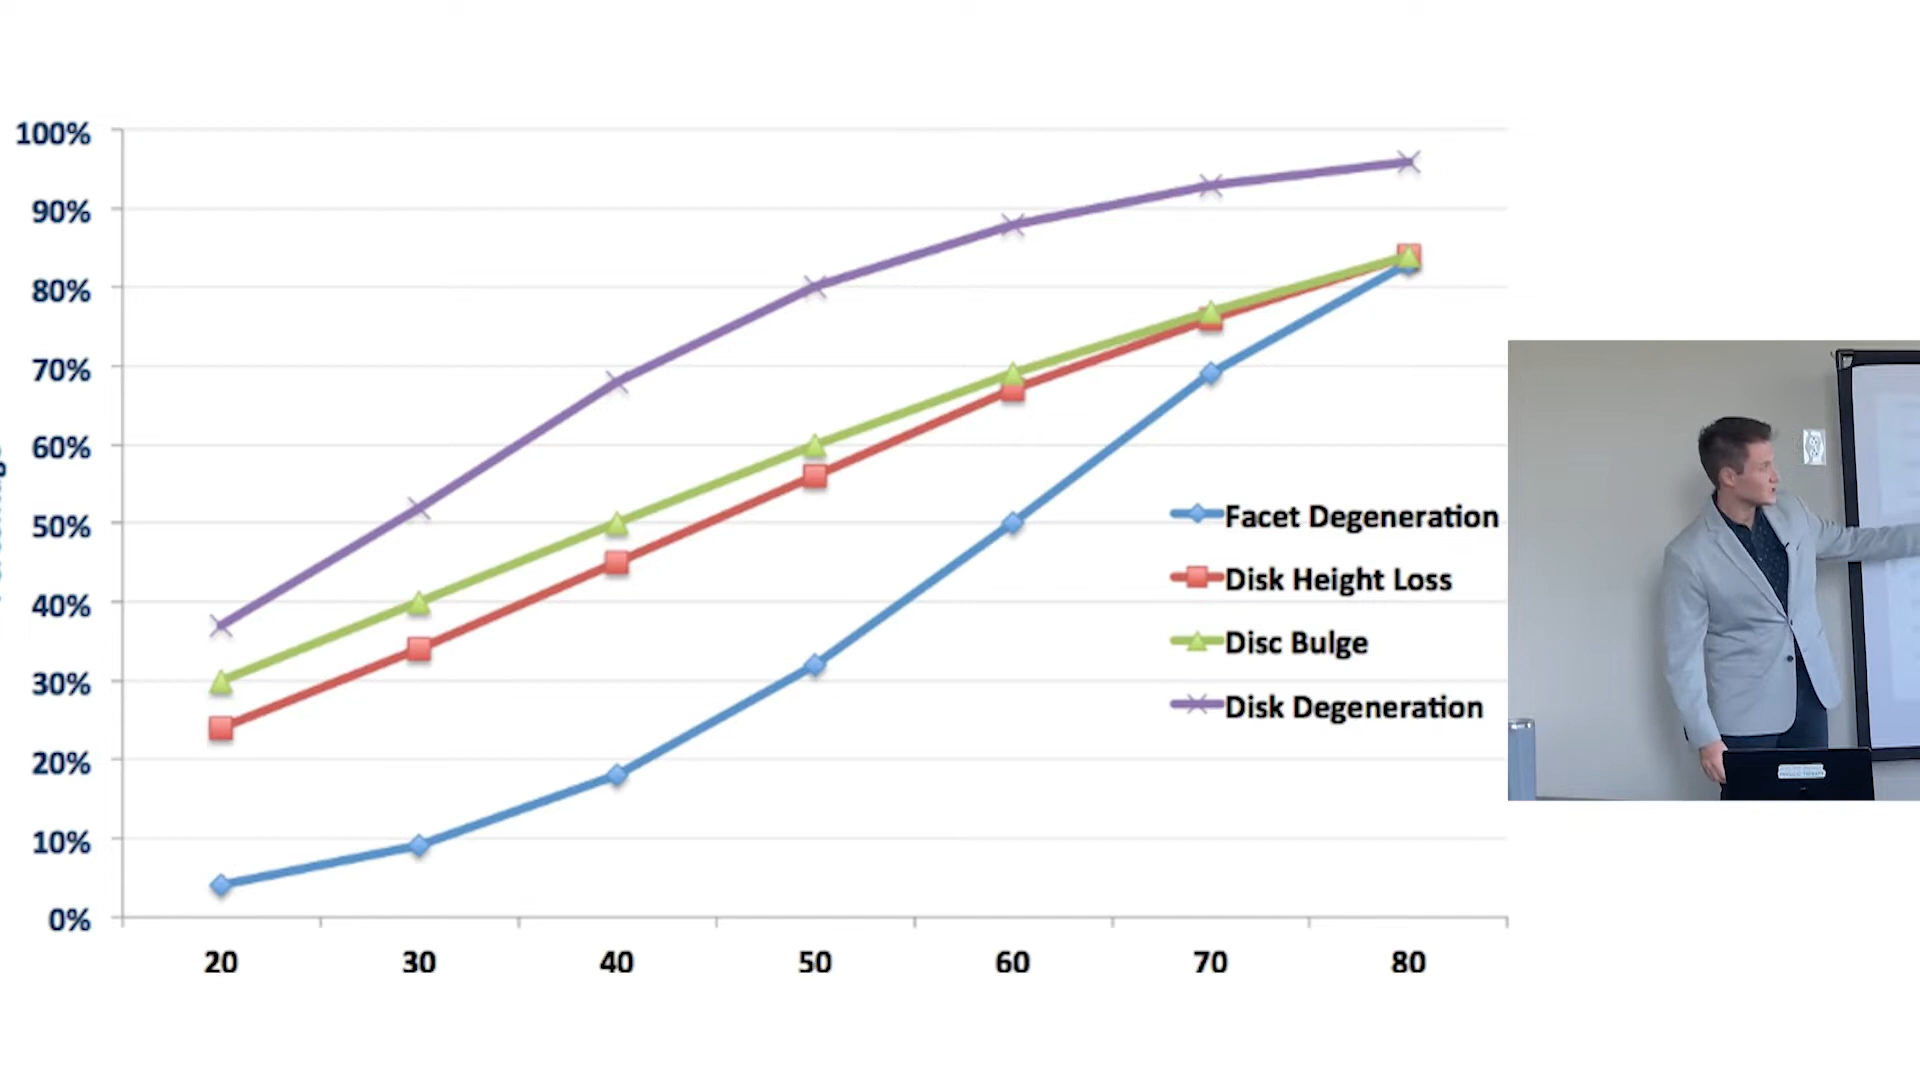 100%
90%
80%
70%
60%
50%
40%
30%
20%
10%
0%
20 30 40 50 60 70 80
Facet Degeneration
Disk Height Loss
Disc Bulge
Disk Degeneration